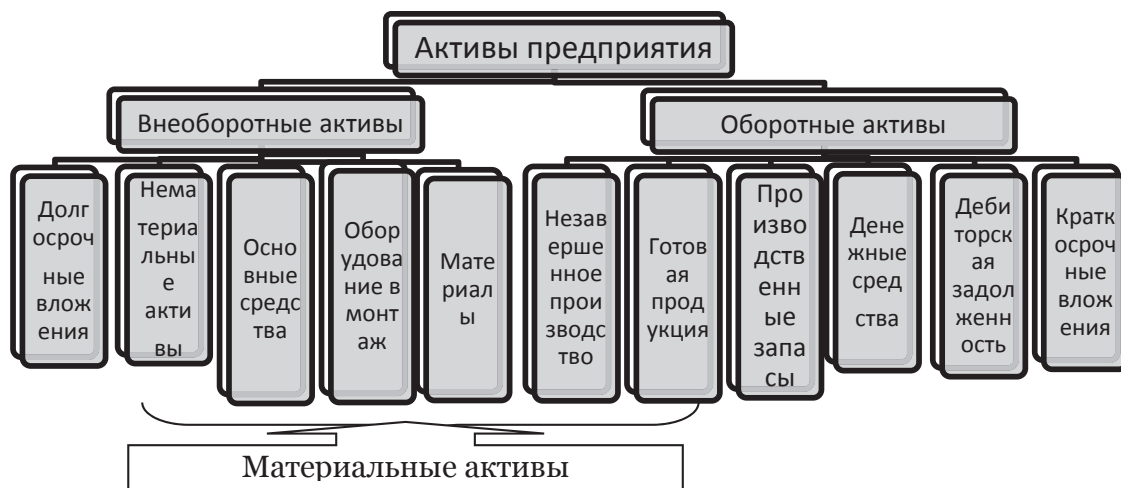 Активы предприятия
Внеоборотные активы
Оборотные активы
Долг
осроч
ные влож
ения
Нема
териа
льны
е
акти
вы
Осно
вные
средс
тва
Обор
удова
ние в
монт
аж
Мате
риал
ы
Незав
ерше
нное
прои
зводс
тво
Готов
ая
прод
укция
Про
изво
дств
енн
ые
запа
сы
Дене
жные
сред
ства
Деби
торск
ая
задол
женн
ость
Кратк
осроч
ные
влож
ения
Материальные активы